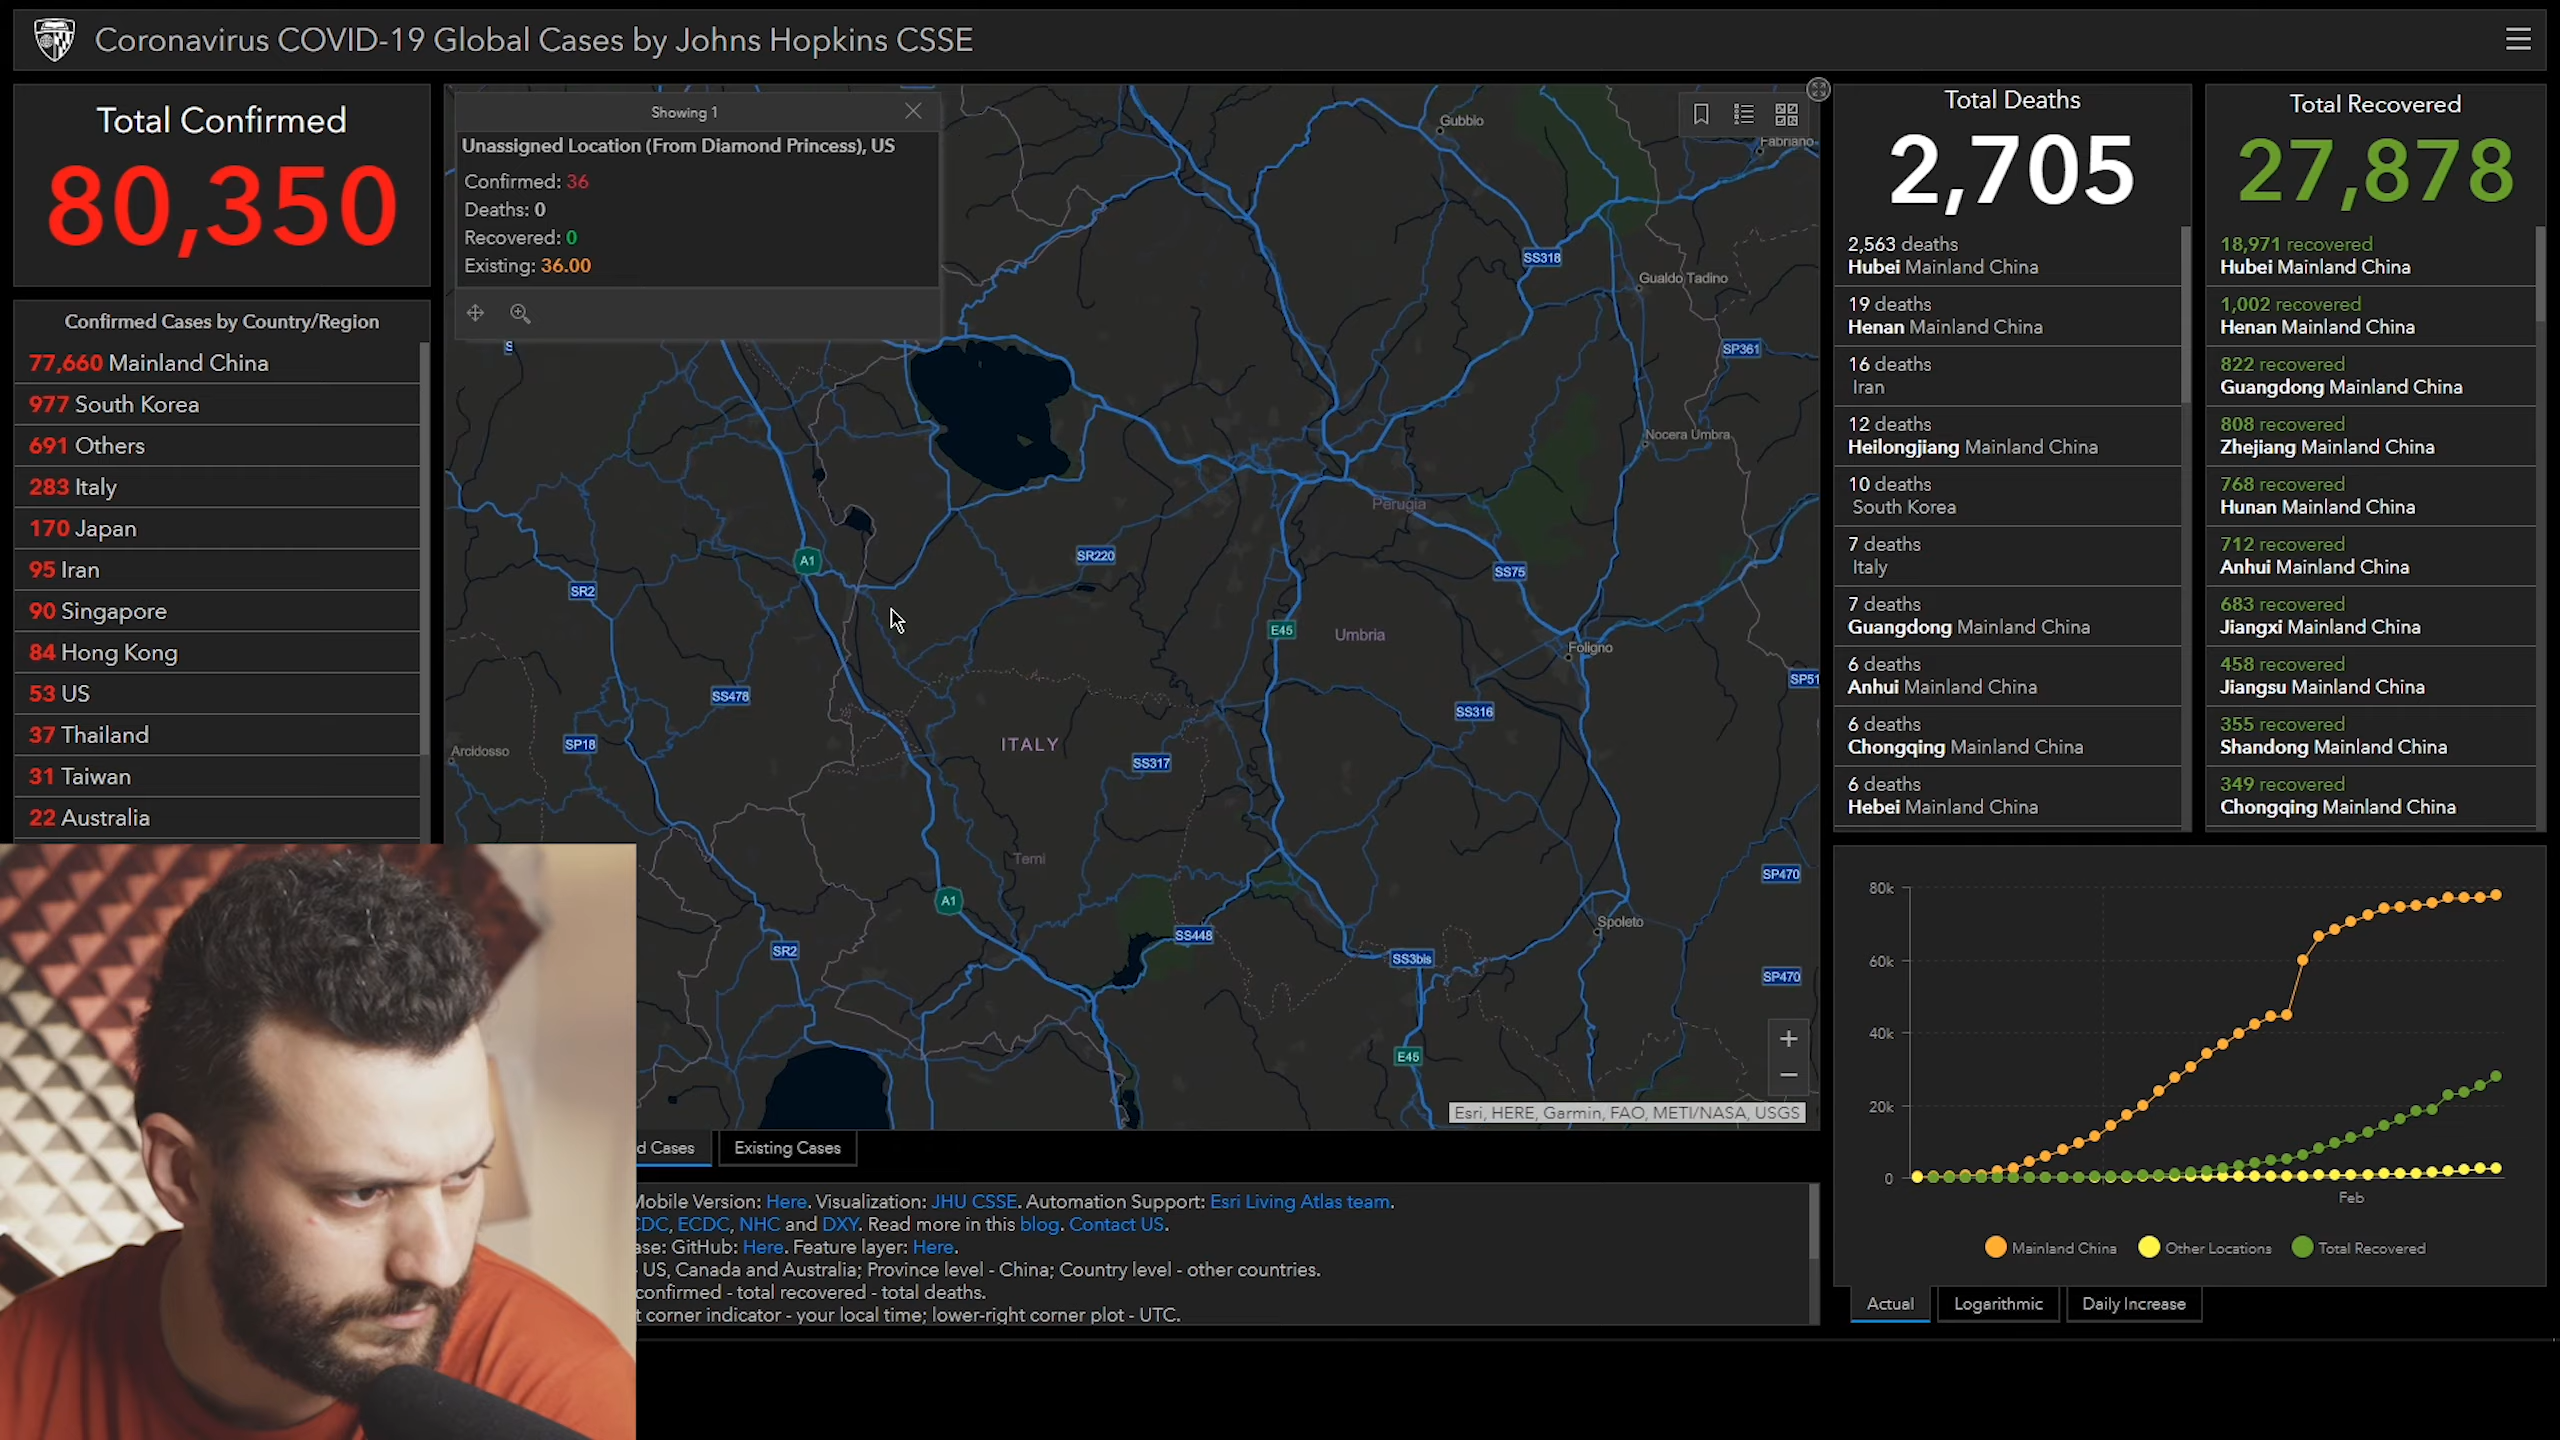 Coronavirus COVID-19 Global Cases by Johns Hopkins CSSE
Total Confirmed
80,350
Confirmed Cases by Country/Region
77,660 Mainland China
977 South Korea
691 Others
283 Italy
170 Japan
95 Iran
90 Singapore
84 Hong Kong
53 US
37 Thailand
31 Taiwan
22 Australia
Showing 1
Unassigned Location (From Diamond Princess), US
Confirmed: 36
Deaths: 0
Recovered: 0
Existing: 36.00
Gubbio
Fabriano
SS318
Gualdo Tadino
S
SP361
Nocera Umbra
Perugia
A1
SR220
SS75
SR2
E45
Umbria
Foligno
SP51
SS478
SS316
SP18
Arcidosso
ITALY
SS317
Terni
SP470
A1
SS448
Spoleto
SR2
SS3bis
SP470
E45
Esri, HERE, Garmin, FAO, METI/NASA, USGS
d Cases
Existing Cases
Mobile Version: Here. Visualization: JHU CSSE. Automation Support: Esri Living Atlas team.
CDC, ECDC, NHC and DXY. Read more in this blog. Contact US.
ase: GitHub: Here. Feature layer: Here.
- US, Canada and Australia; Province level - China; Country level - other countries.
confirmed - total recovered - total deaths.
t corner indicator - your local time; lower-right corner plot - UTC.
Total Deaths
2,705
2,563 deaths
Hubei Mainland China
19 deaths
Henan Mainland China
16 deaths
Iran
12 deaths
Heilongjiang Mainland China
10 deaths
South Korea
7 deaths
Italy
7 deaths
Guangdong Mainland China
6 deaths
Anhui Mainland China
6 deaths
Chongqing Mainland China
6 deaths
Hebei Mainland China
Total Recovered
27,878
18,971 recovered
Hubei Mainland China
1,002 recovered
Henan Mainland China
822 recovered
Guangdong Mainland China
808 recovered
Zhejiang Mainland China
768 recovered
Hunan Mainland China
712 recovered
Anhui Mainland China
683 recovered
Jiangxi Mainland China
458 recovered
Jiangsu Mainland China
355 recovered
Shandong Mainland China
349 recovered
Chongqing Mainland China
80k
60k
40k
20k
0
Feb
Mainland China
Other Locations
Total Recovered
Actual
Logarithmic
Daily Increase